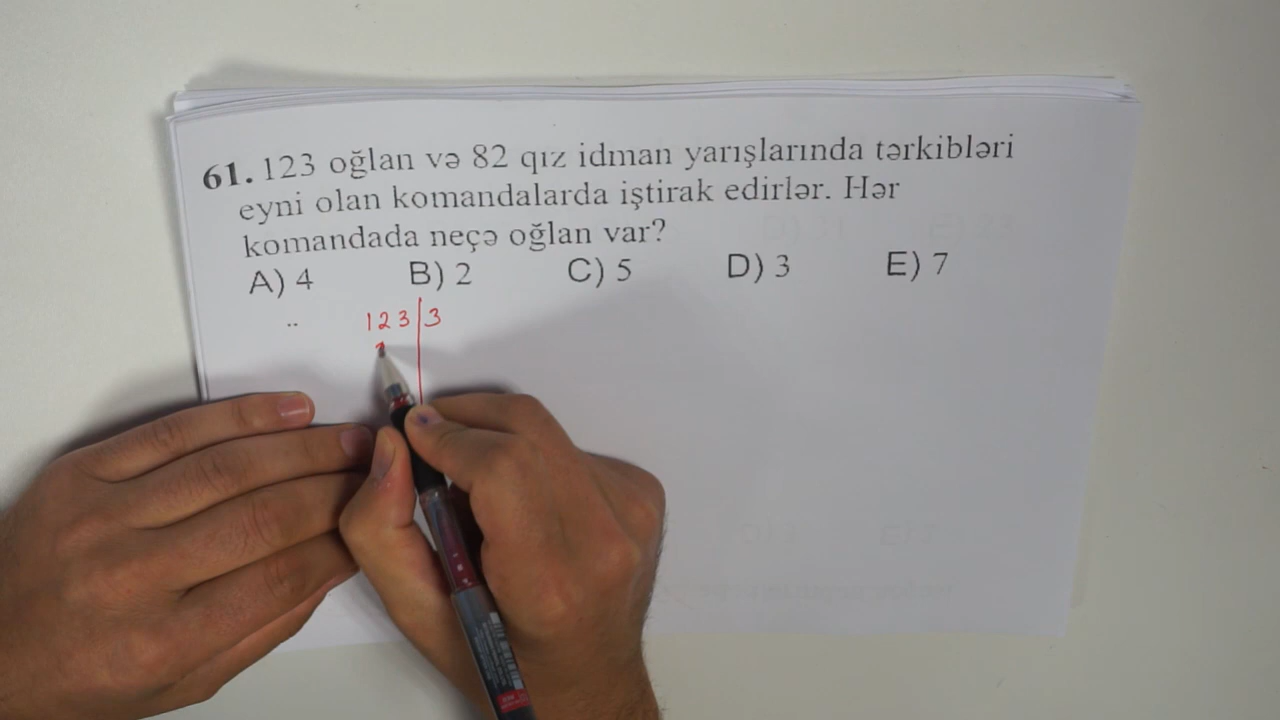 61. 123 oğlan və 82 qız idman yarışlarında tərkibləri
eyni olan komandalarda iştirak edirlər. Hər
komandada neçə oğlan var?
A) 4 B) 2 C) 5 D) 3 E) 7
123 3